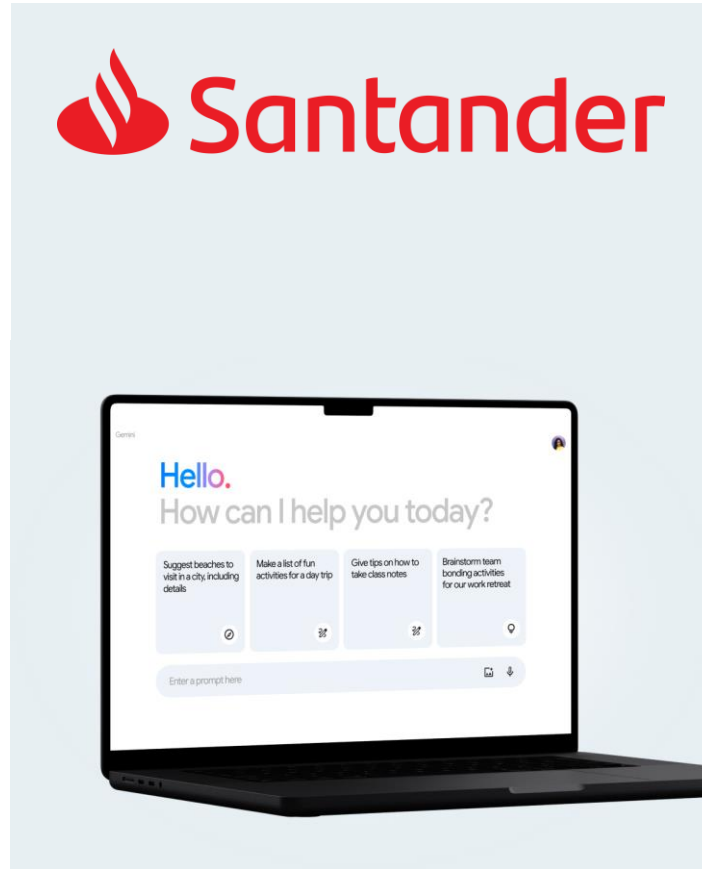 Santander
Gemini
Hello.
How can I help you today?
Suggest beaches to
visit in a city, including
details
Make a list of fun
activities for a day trip
Give tips on how to
take class notes
Brainstorm team
bonding activities
for our work retreat
Enter a prompt here